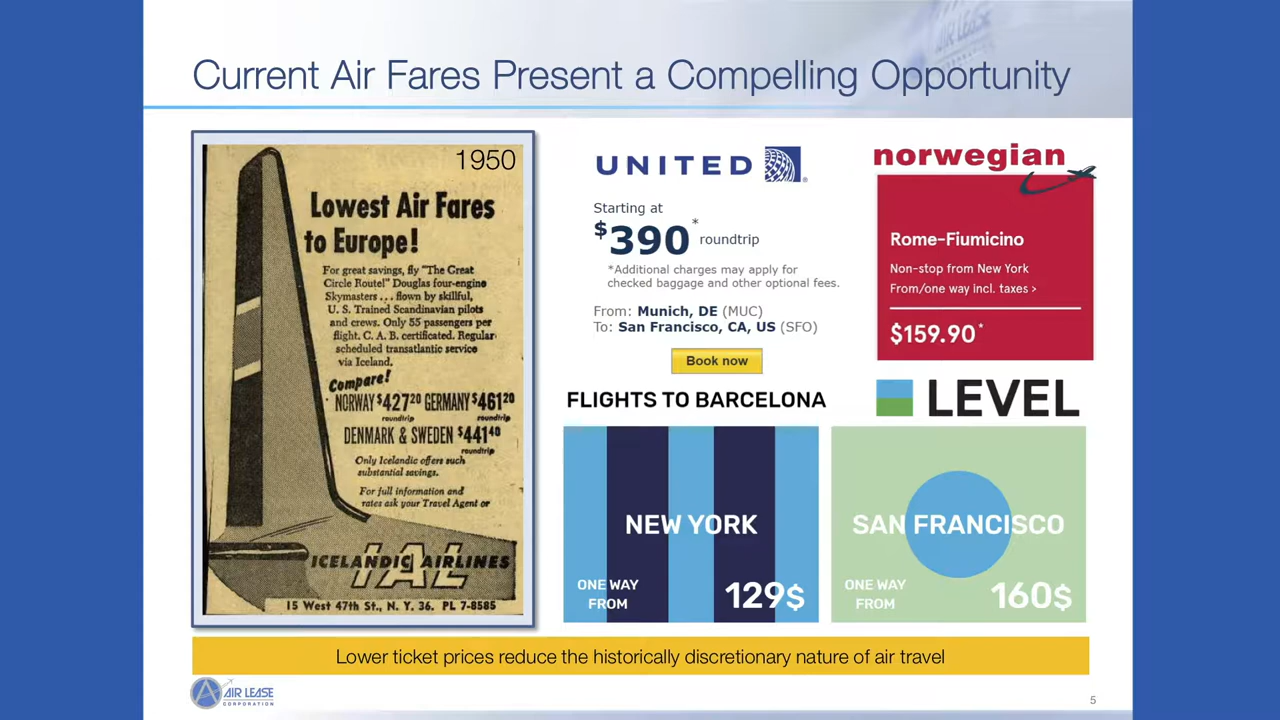 Current Air Fares Present a Compelling Opportunity
1950
Lowest Air Fares
to Europe!
For great savings, fly "The Great
Circle Route!" Douglas four-engine
Skymasters . . . flown by skillful,
U. S. Trained Scandinavian pilots
and crews. Only 55 passengers per
flight. C. A. B. certificated. Regular
scheduled transatlantic service
via Iceland.
Compare!
NORWAY $427.20 GERMANY $461.20
roundtrip roundtrip
DENMARK & SWEDEN $441.40
roundtrip
Only Icelandic offers such
substantial savings.
For full information and
rates ask your Travel Agent or
ICELANDIC AIRLINES
IAL
15 West 47th St., N. Y. 36. PL 7-8585
UNITED
Starting at
$390* roundtrip
*Additional charges may apply for
checked baggage and other optional fees.
From: Munich, DE (MUC)
To: San Francisco, CA, US (SFO)
Book now
norwegian
Rome-Fiumicino
Non-stop from New York
From/one way incl. taxes >
$159.90*
FLIGHTS TO BARCELONA
LEVEL
NEW YORK
ONE WAY
FROM
129$
SAN FRANCISCO
ONE WAY
FROM
160$
Lower ticket prices reduce the historically discretionary nature of air travel
AIR LEASE
CORPORATION
5